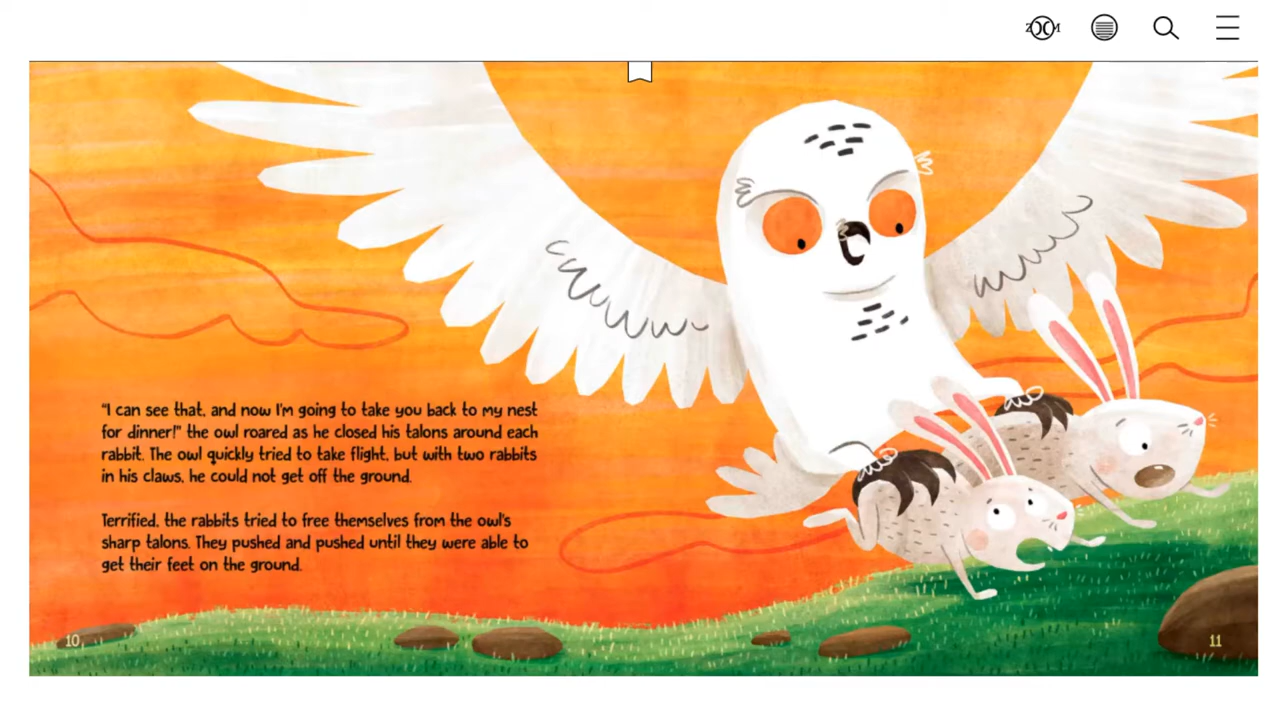 ZOOM
"I can see that, and now I'm going to take you back to my nest
for dinner!" the owl roared as he closed his talons around each
rabbit. The owl quickly tried to take flight, but with two rabbits
in his claws, he could not get off the ground.
Terrified, the rabbits tried to free themselves from the owl's
sharp talons. They pushed and pushed until they were able to
get their feet on the ground.
10
11